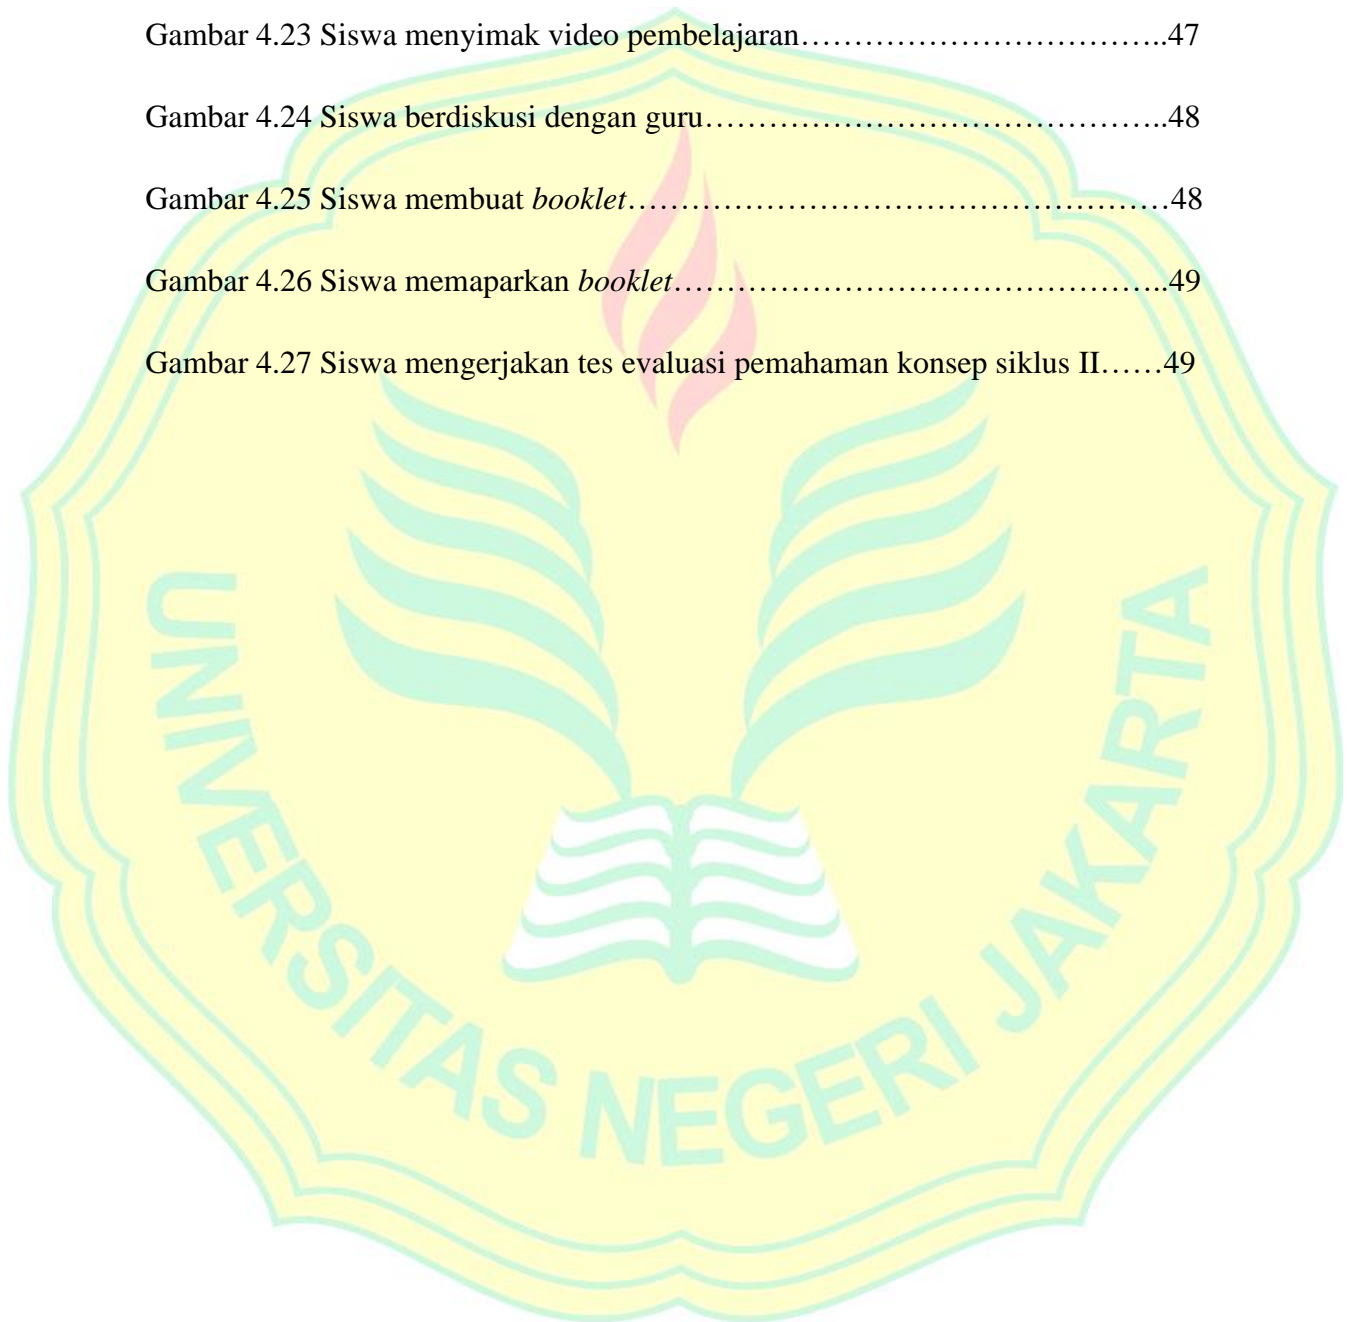 Gambar 4.23 Siswa menyimak video pembelajaran……………………………..47
Gambar 4.24 Siswa berdiskusi dengan guru……………………………………..48
Gambar 4.25 Siswa membuat booklet……………………………………………48
Gambar 4.26 Siswa memaparkan booklet………………………………………..49
Gambar 4.27 Siswa mengerjakan tes evaluasi pemahaman konsep siklus II……49
UNIVERSITAS NEGERI JAKARTA